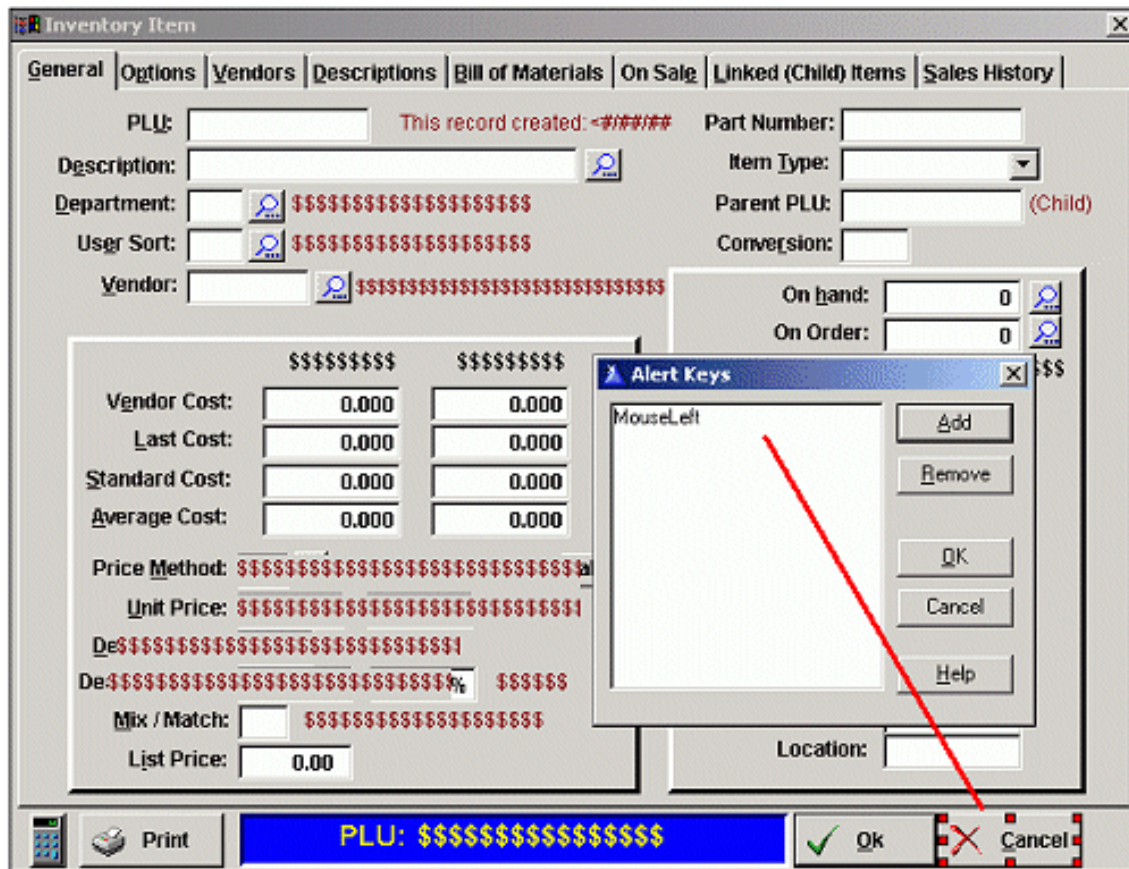 Inventory Item
General Options Vendors Descriptions Bill of Materials On Sale Linked (Child) Items Sales History
PLU: This record created: <#/##/## Part Number:
Description: Item Type:
Department: $$$$$$$$$$$$$$$$$$$$ Parent PLU: (Child)
User Sort: $$$$$$$$$$$$$$$$$$$$ Conversion:
Vendor: $$$$$$$$$$$$$$$$$$$$$$$$$$$$$$
On hand: 0
On Order: 0
$$$$$$$$$ $$$$$$$$$ $$$
Alert Keys
MouseLeft
Add
Remove
OK
Cancel
Help
Vendor Cost: 0.000 0.000
Last Cost: 0.000 0.000
Standard Cost: 0.000 0.000
Average Cost: 0.000 0.000
Price Method: $$$$$$$$$$$$$$$$$$$$$$$$$$$$$
Unit Price: $$$$$$$$$$$$$$$$$$$$$$$$$$$$$
De$$$$$$$$$$$$$$$$$$$$$$$$$$$$$
De:$$$$$$$$$$$$$$$$$$$$$$$$$$$$$% $$$$$$
Mix / Match: $$$$$$$$$$$$$$$$$$$$
List Price: 0.00
Location:
Print PLU: $$$$$$$$$$$$$$$$ Ok Cancel